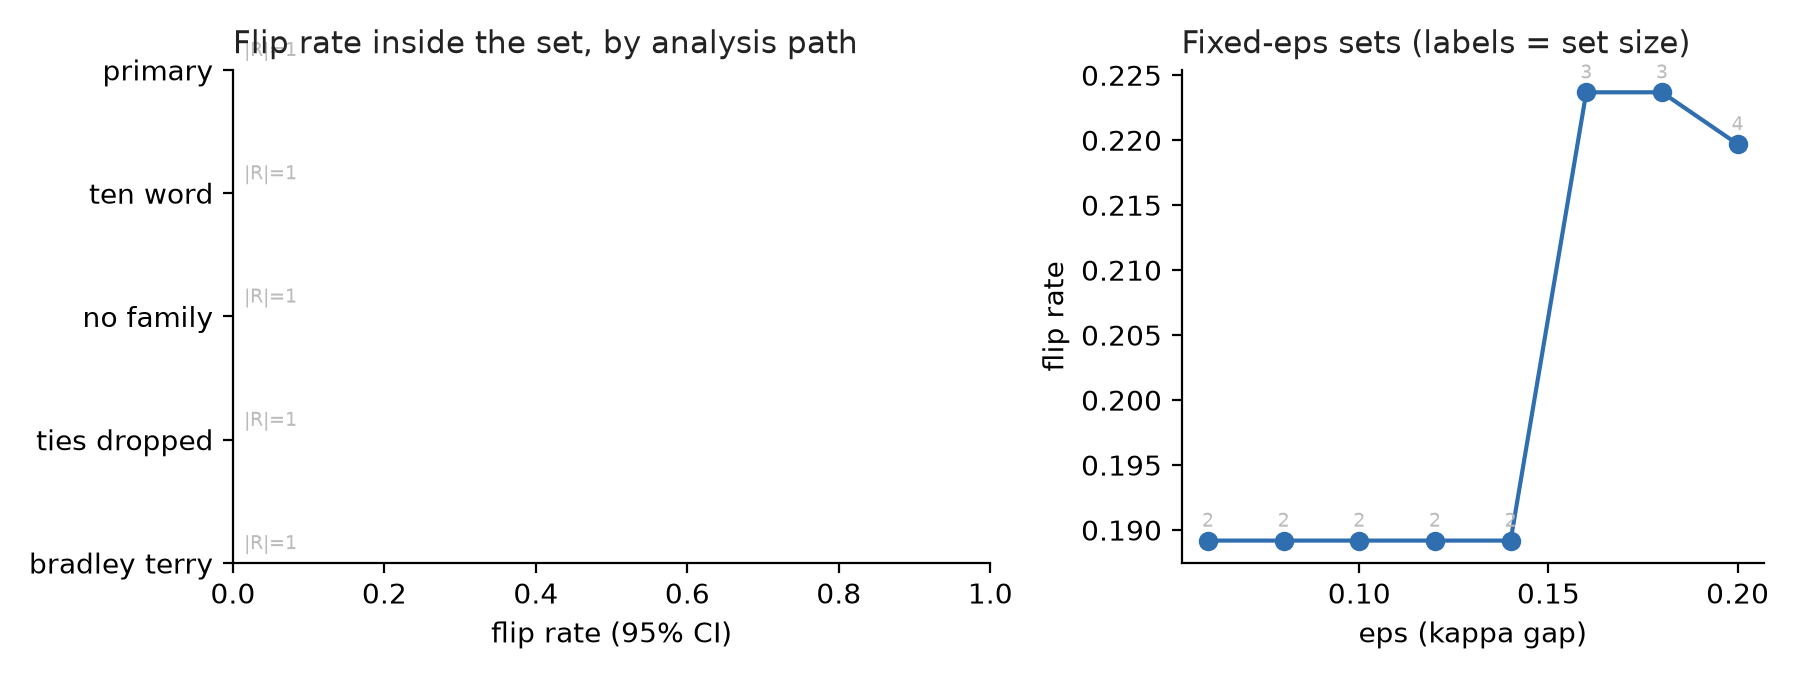 Flip rate inside the set, by analysis path
|R|=1
primary
|R|=1
ten word
|R|=1
no family
|R|=1
ties dropped
|R|=1
bradley terry
0.0 0.2 0.4 0.6 0.8 1.0
flip rate (95% CI)
Fixed-eps sets (labels = set size)
0.225
0.220
0.215
0.210
0.205
0.200
0.195
0.190
flip rate
2 2 2 2 2 3 3 4
0.10 0.15 0.20
eps (kappa gap)